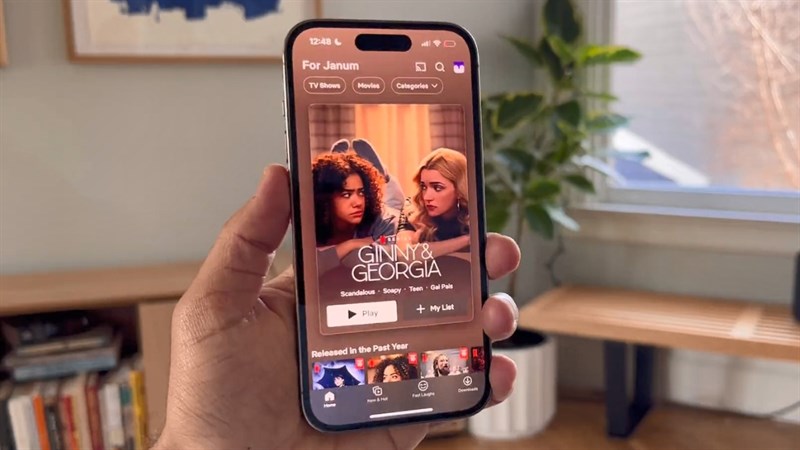 12:48
For Janum
TV Shows Movies Categories
GINNY&
GEORGIA
Scandalous · Soapy · Teen · Gal Pals
Play + My List
Released in the Past Year
Home New & Hot Fast Laughs Downloads